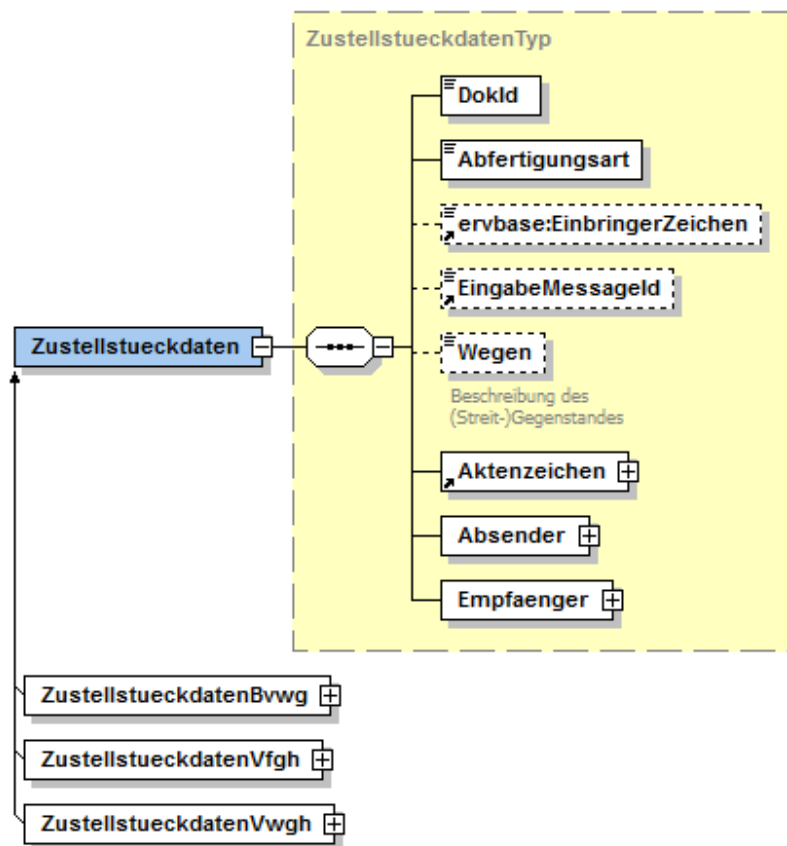 ZustellstueckdatenTyp
DokId
Abfertigungsart
ervbase:EinbringerZeichen
EingabeMessageId
Zustellstueckdaten
Wegen
Beschreibung des
(Streit-)Gegenstandes
Aktenzeichen
Absender
Empfaenger
ZustellstueckdatenBvwg
ZustellstueckdatenVfgh
ZustellstueckdatenVwgh